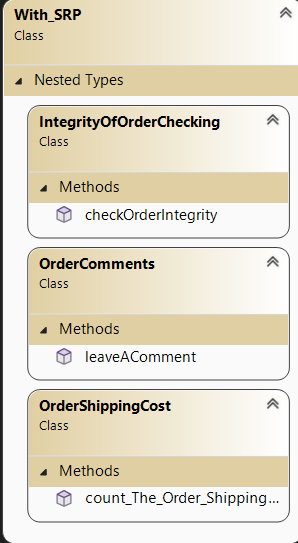 With_SRP
Class
Nested Types
IntegrityOfOrderChecking
Class
Methods
checkOrderIntegrity
OrderComments
Class
Methods
leaveAComment
OrderShippingCost
Class
Methods
count_The_Order_Shipping...